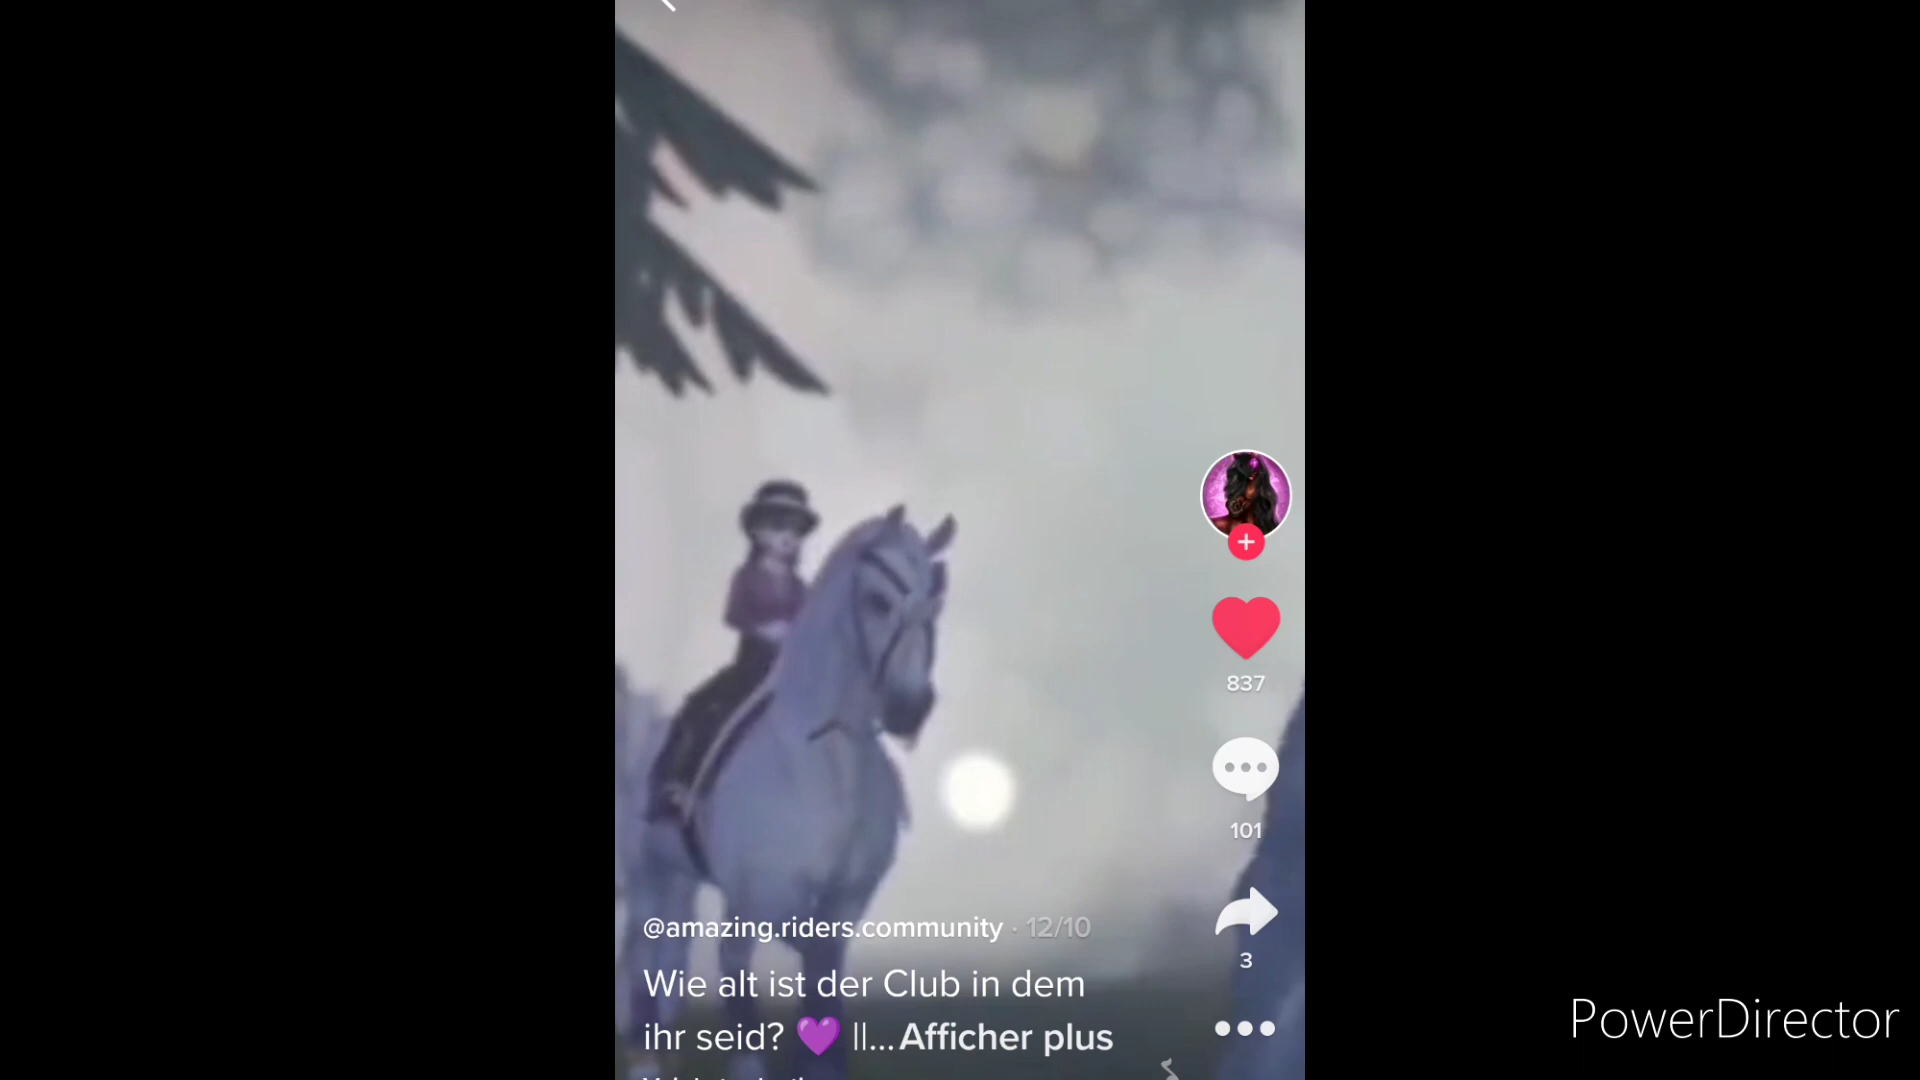 837
101
3
@amazing.riders.community · 12/10
Wie alt ist der Club in dem
ihr seid? 💜 ||... Afficher plus
PowerDirector